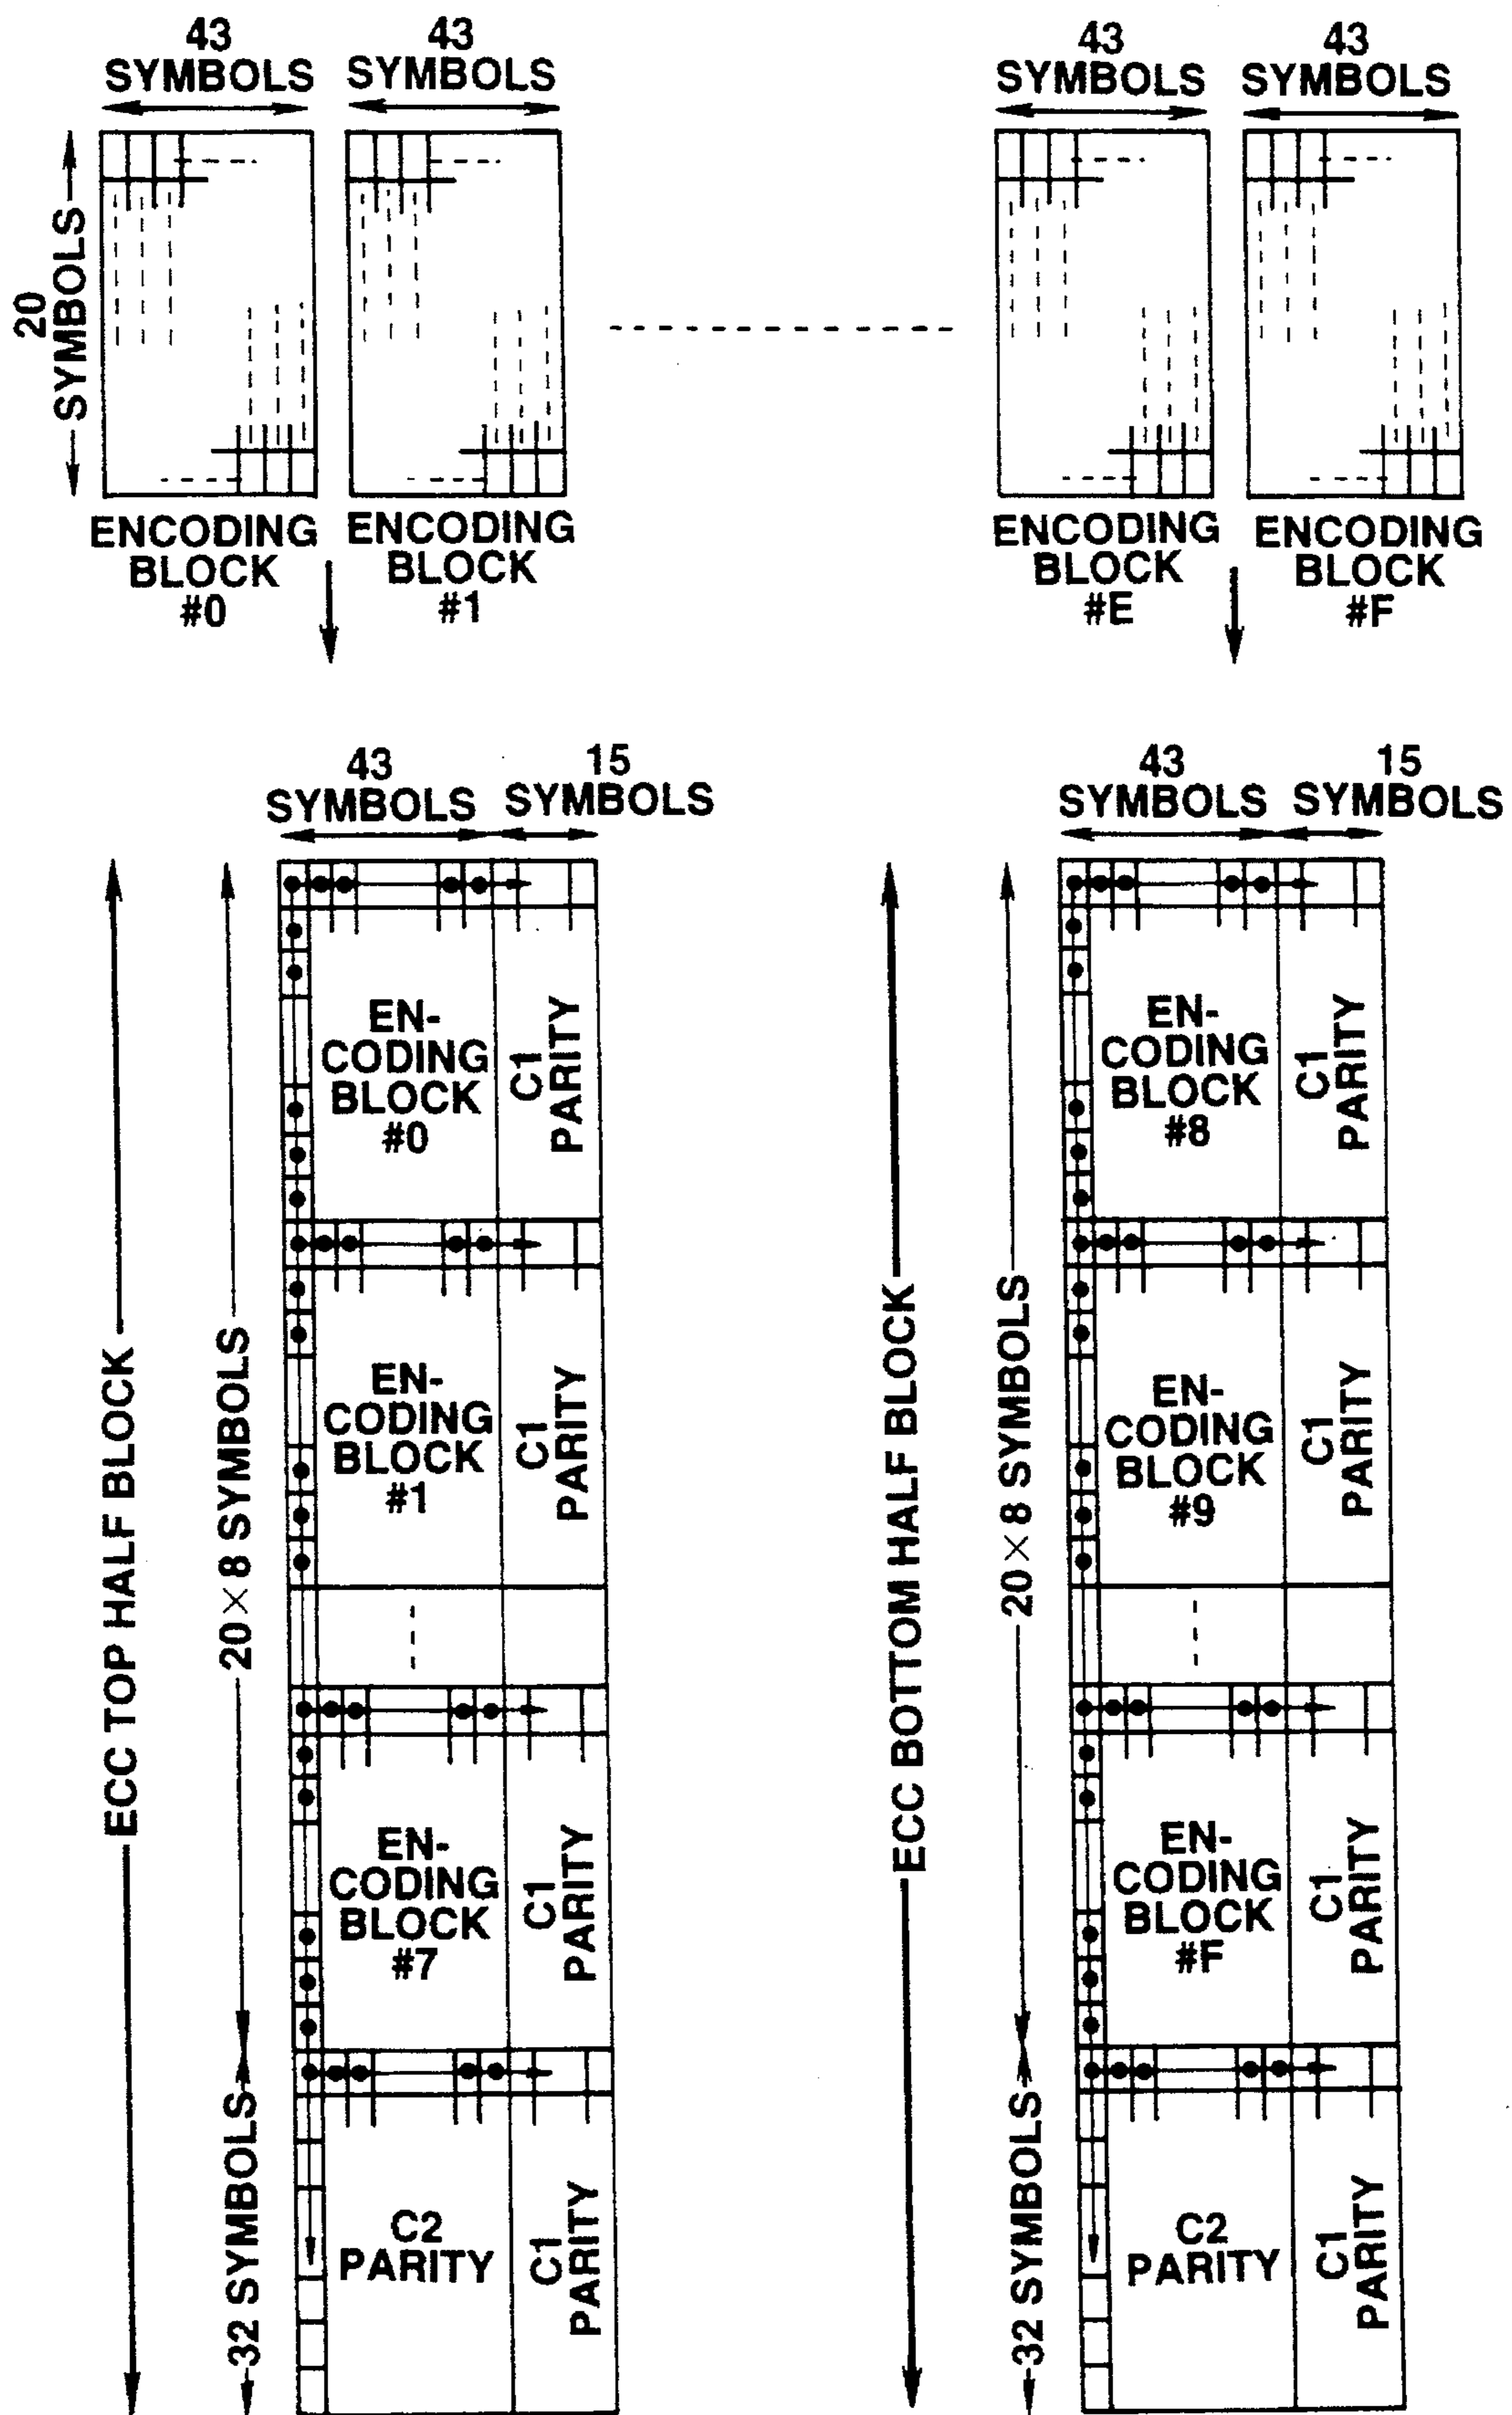 43
SYMBOLS
43
SYMBOLS
43
SYMBOLS
43
SYMBOLS
20
SYMBOLS
ENCODING
BLOCK
#0
ENCODING
BLOCK
#1
ENCODING
BLOCK
#E
ENCODING
BLOCK
#F
43
SYMBOLS
15
SYMBOLS
ECC TOP HALF BLOCK
20×8 SYMBOLS
EN-
CODING
BLOCK
#0
C1
PARITY
EN-
CODING
BLOCK
#1
C1
PARITY
EN-
CODING
BLOCK
#7
C1
PARITY
32 SYMBOLS
C2
PARITY
C1
PARITY
43
SYMBOLS
15
SYMBOLS
ECC BOTTOM HALF BLOCK
20×8 SYMBOLS
EN-
CODING
BLOCK
#8
C1
PARITY
EN-
CODING
BLOCK
#9
C1
PARITY
EN-
CODING
BLOCK
#F
C1
PARITY
32 SYMBOLS
C2
PARITY
C1
PARITY